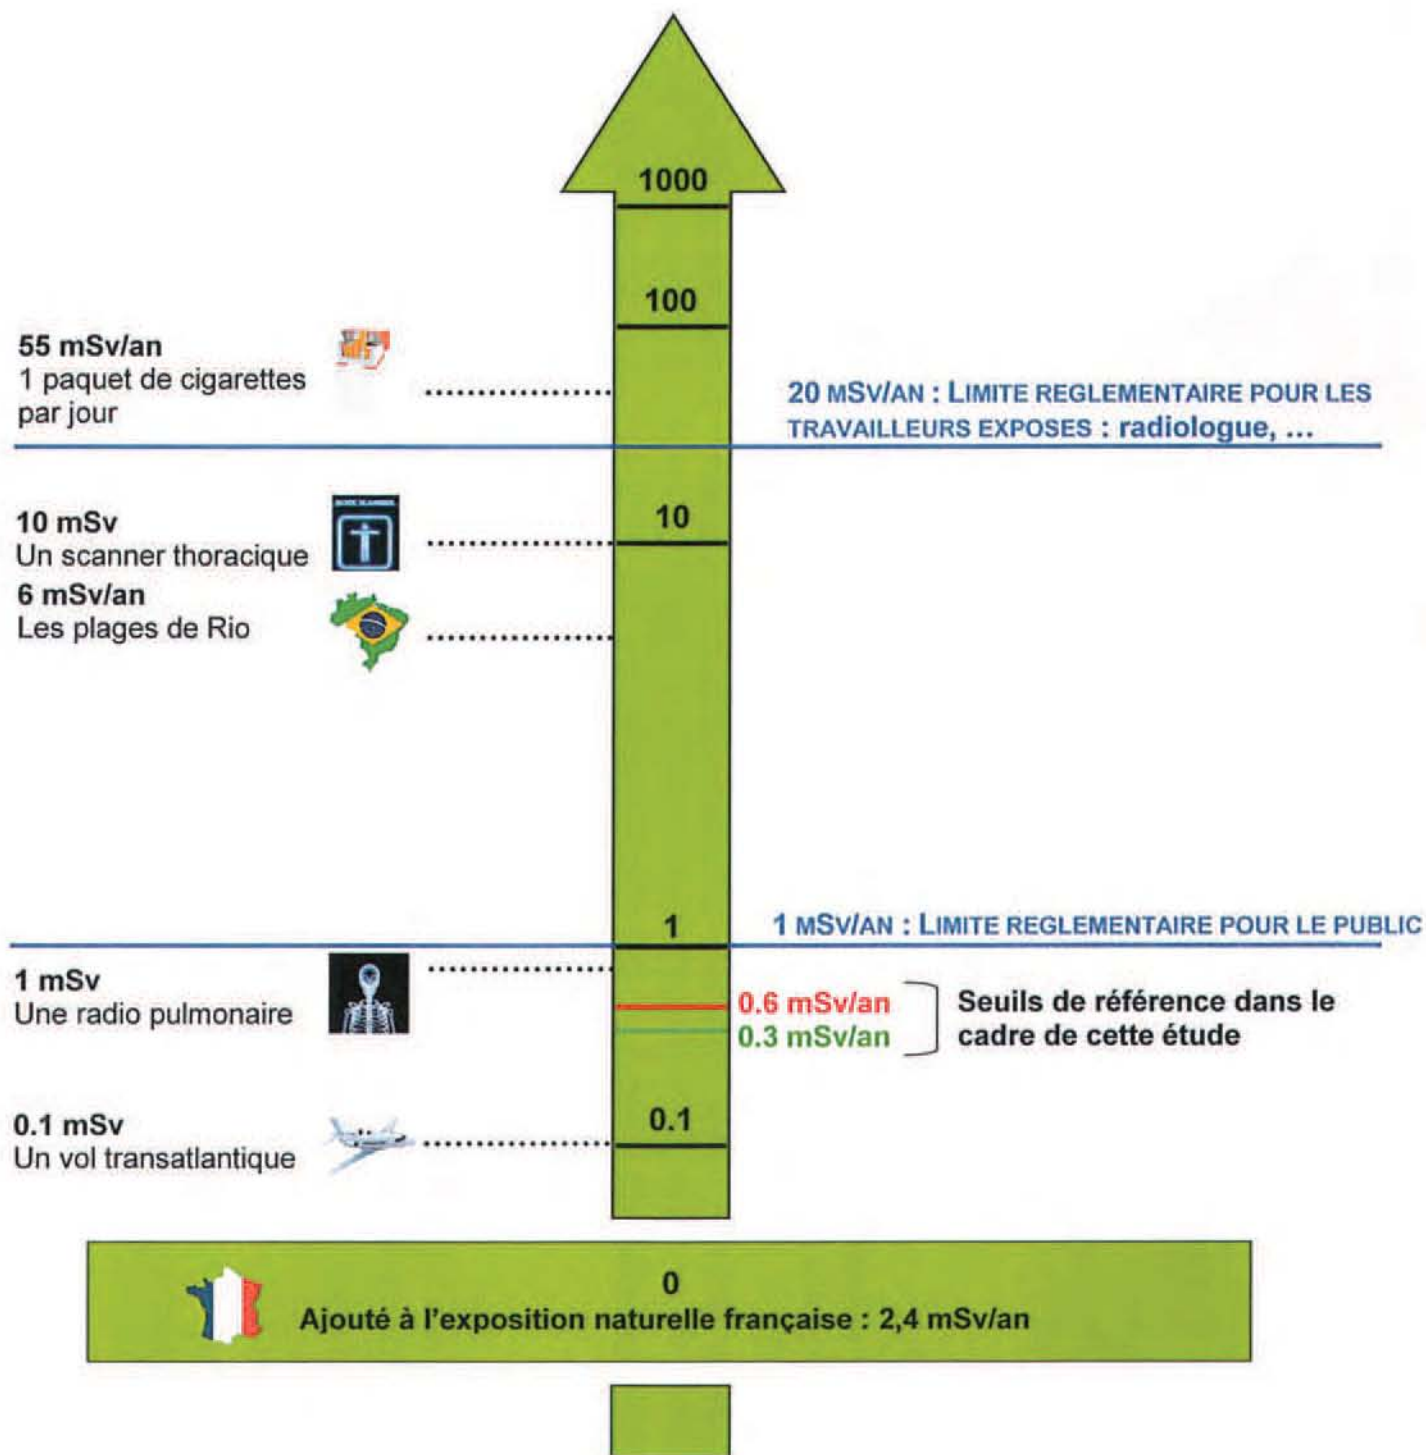 1000
100
55 mSv/an
1 paquet de cigarettes
par jour
20 MSV/AN : LIMITE REGLEMENTAIRE POUR LES
TRAVAILLEURS EXPOSES : radiologue, ...
10 mSv
Un scanner thoracique
10
6 mSv/an
Les plages de Rio
1
1 MSV/AN : LIMITE REGLEMENTAIRE POUR LE PUBLIC
1 mSv
Une radio pulmonaire
0.6 mSv/an
0.3 mSv/an
Seuils de référence dans le
cadre de cette étude
0.1 mSv
Un vol transatlantique
0.1
0
Ajouté à l'exposition naturelle française : 2,4 mSv/an